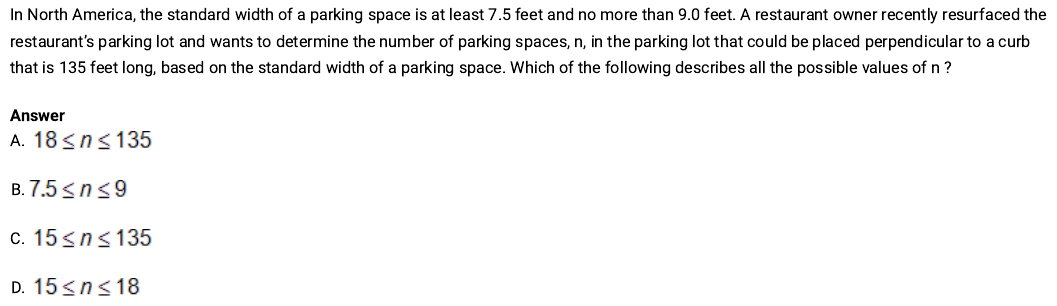 In North America, the standard width of a parking space is at least 7.5 feet and no more than 9.0 feet. A restaurant owner recently resurfaced the
restaurant's parking lot and wants to determine the number of parking spaces, n, in the parking lot that could be placed perpendicular to a curb
that is 135 feet long, based on the standard width of a parking space. Which of the following describes all the possible values of n ?
Answer
A. 18 ≤ n ≤ 135
B. 7.5 ≤ n ≤ 9
C. 15 ≤ n ≤ 135
D. 15 ≤ n ≤ 18